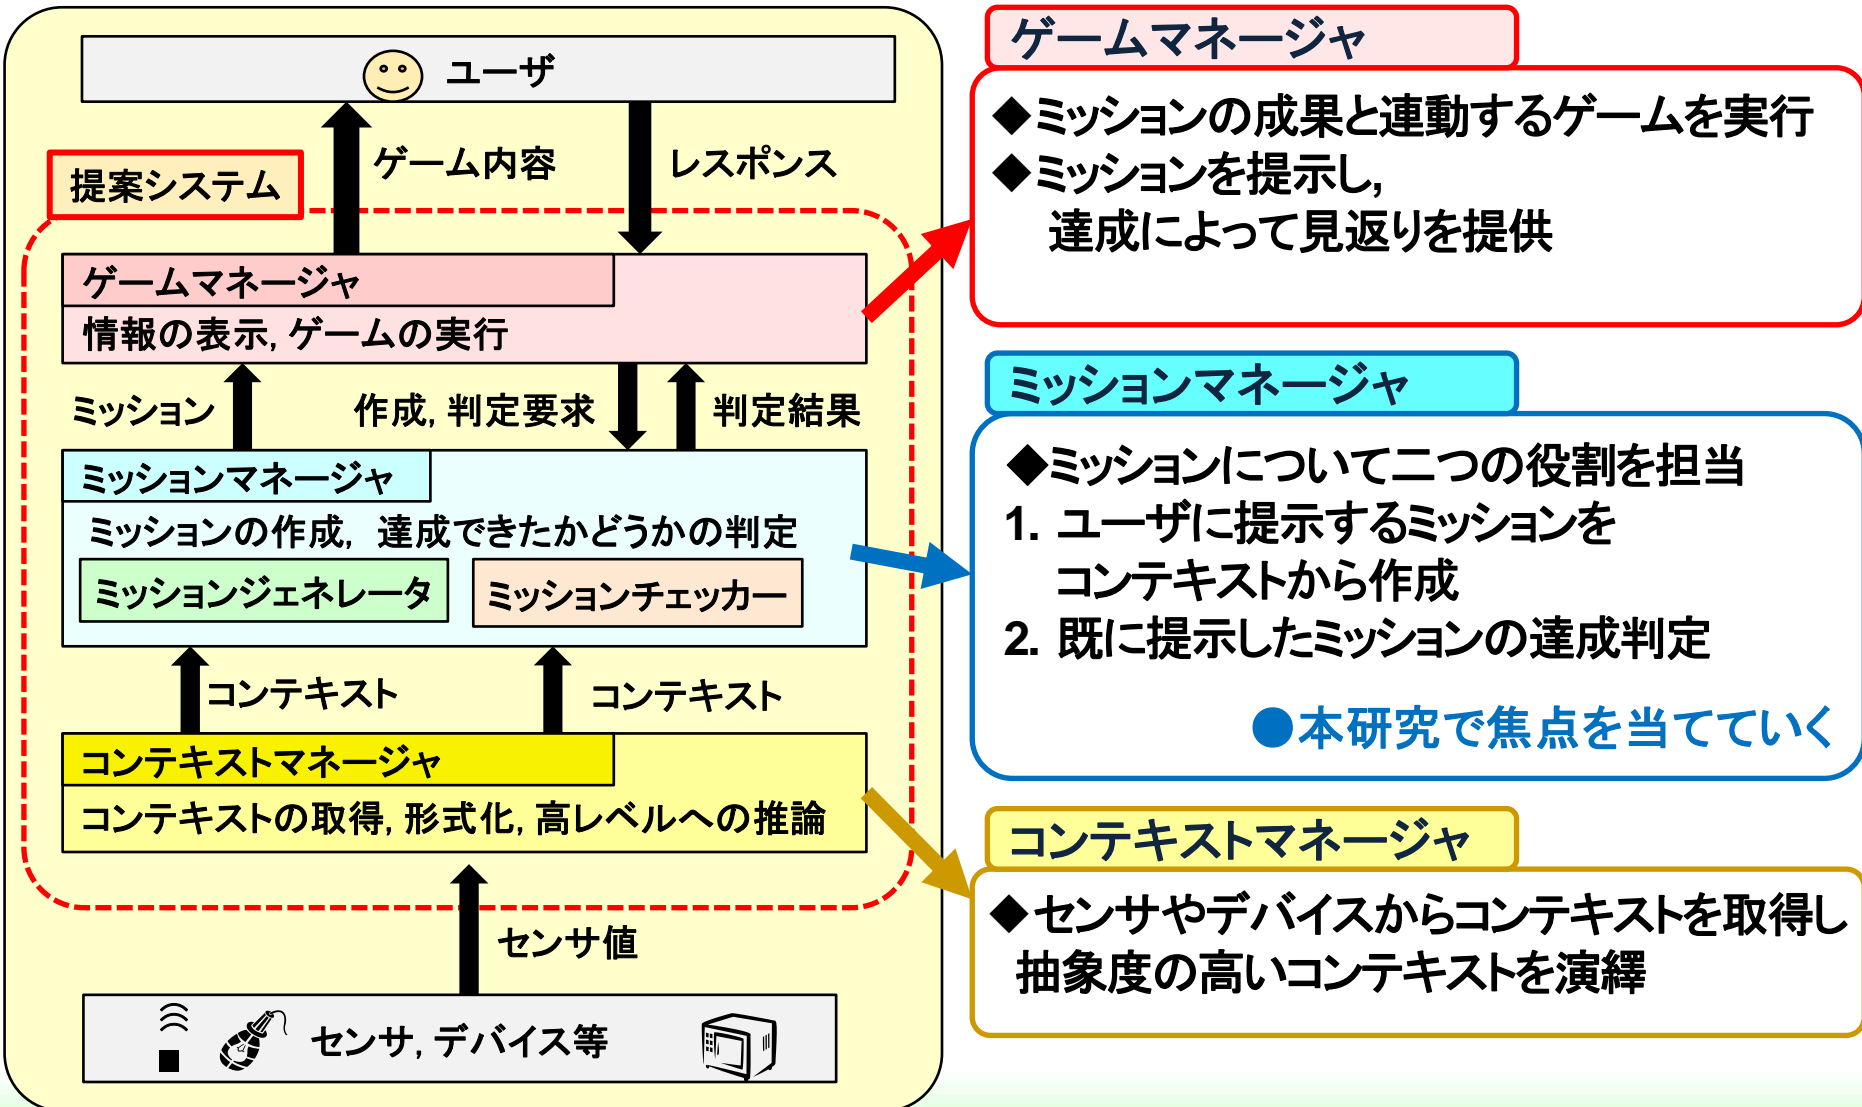 ユーザ
ゲーム内容
レスポンス
提案システム
ゲームマネージャ
情報の表示, ゲームの実行
ミッション
作成, 判定要求
判定結果
ミッションマネージャ
ミッションの作成, 達成できたかどうかの判定
ミッションジェネレータ
ミッションチェッカー
コンテキスト
コンテキスト
コンテキストマネージャ
コンテキストの取得, 形式化, 高レベルへの推論
センサ値
センサ, デバイス等
ゲームマネージャ
◆ミッションの成果と連動するゲームを実行
◆ミッションを提示し,
達成によって見返りを提供
ミッションマネージャ
◆ミッションについて二つの役割を担当
1. ユーザに提示するミッションを
コンテキストから作成
2. 既に提示したミッションの達成判定
●本研究で焦点を当てていく
コンテキストマネージャ
◆センサやデバイスからコンテキストを取得し
抽象度の高いコンテキストを演繹